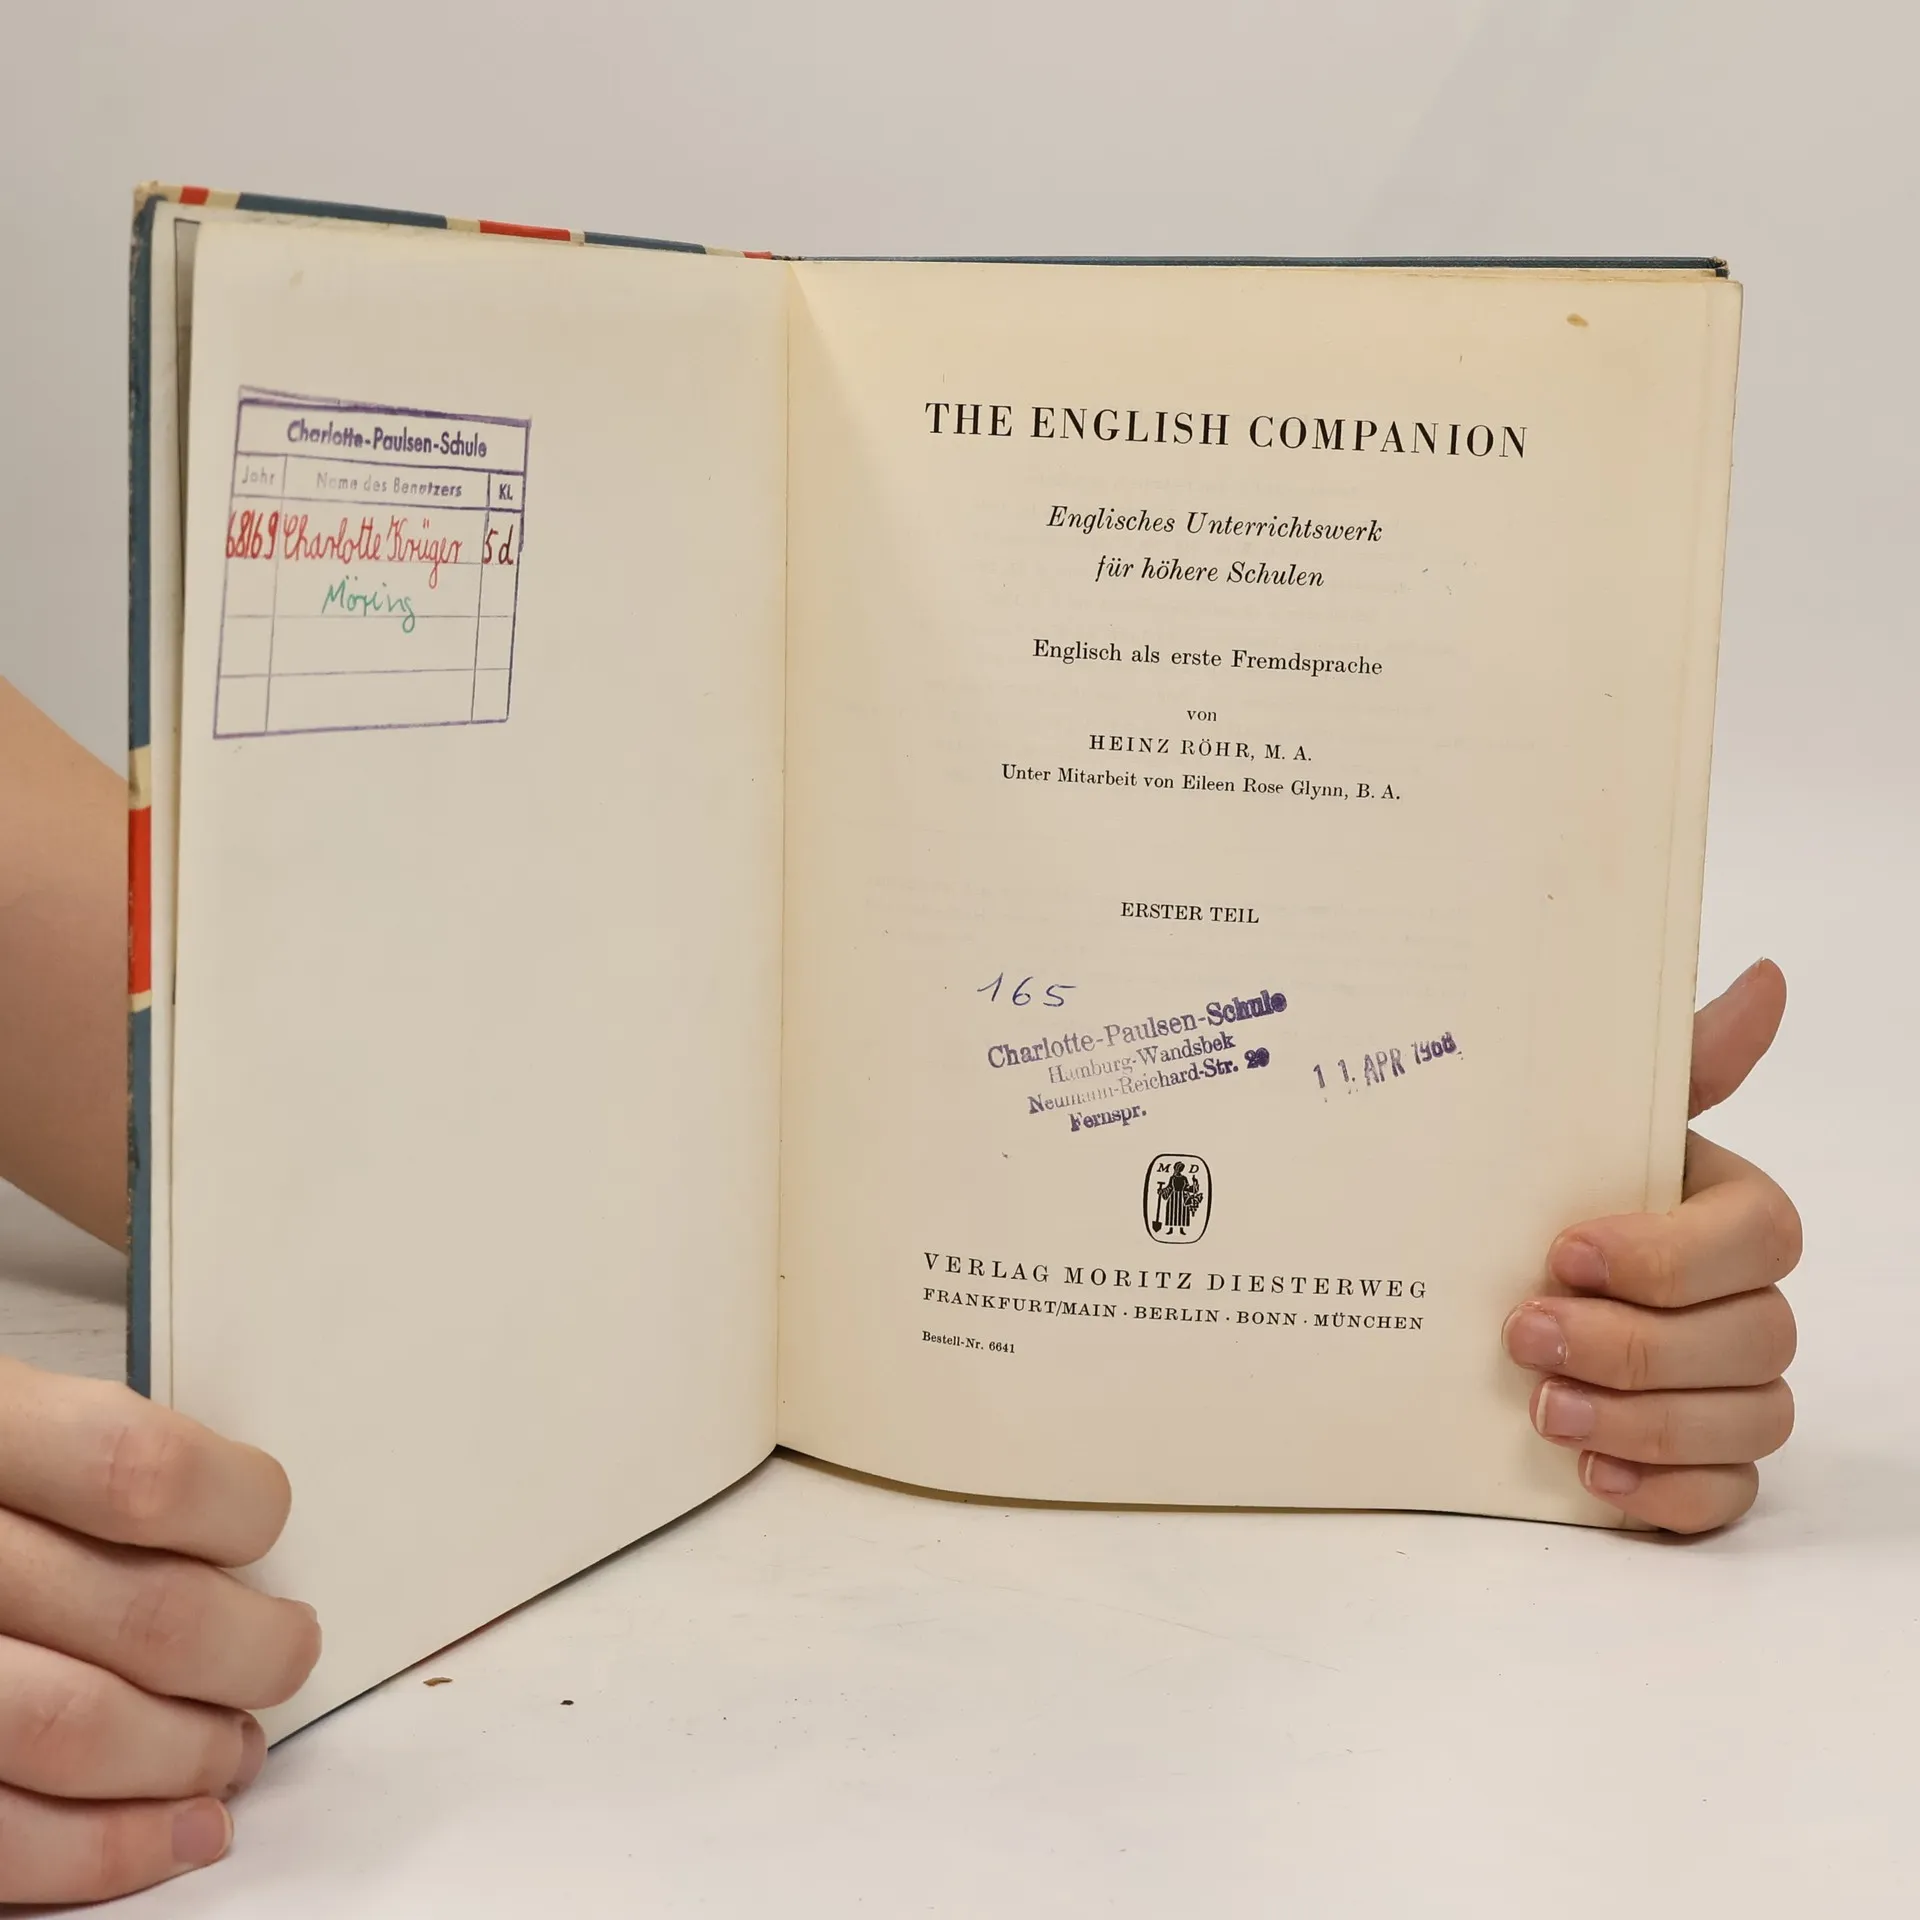 Charlotte-Paulsen-Schule
Jahr Name des Benutzers Kl.
68/69 Charlotte Krüger 5d
Möring
THE ENGLISH COMPANION
Englisches Unterrichtswerk
für höhere Schulen
Englisch als erste Fremdsprache
von
HEINZ RÖHR, M. A.
Unter Mitarbeit von Eileen Rose Glynn, B. A.
ERSTER TEIL
165
Charlotte-Paulsen-Schule
Hamburg-Wandsbek
Neumann-Reichard-Str. 20
Fernspr.
11. APR
M D
VERLAG MORITZ DIESTERWEG
FRANKFURT/MAIN · BERLIN · BONN · MÜNCHEN
Bestell-Nr. 6641